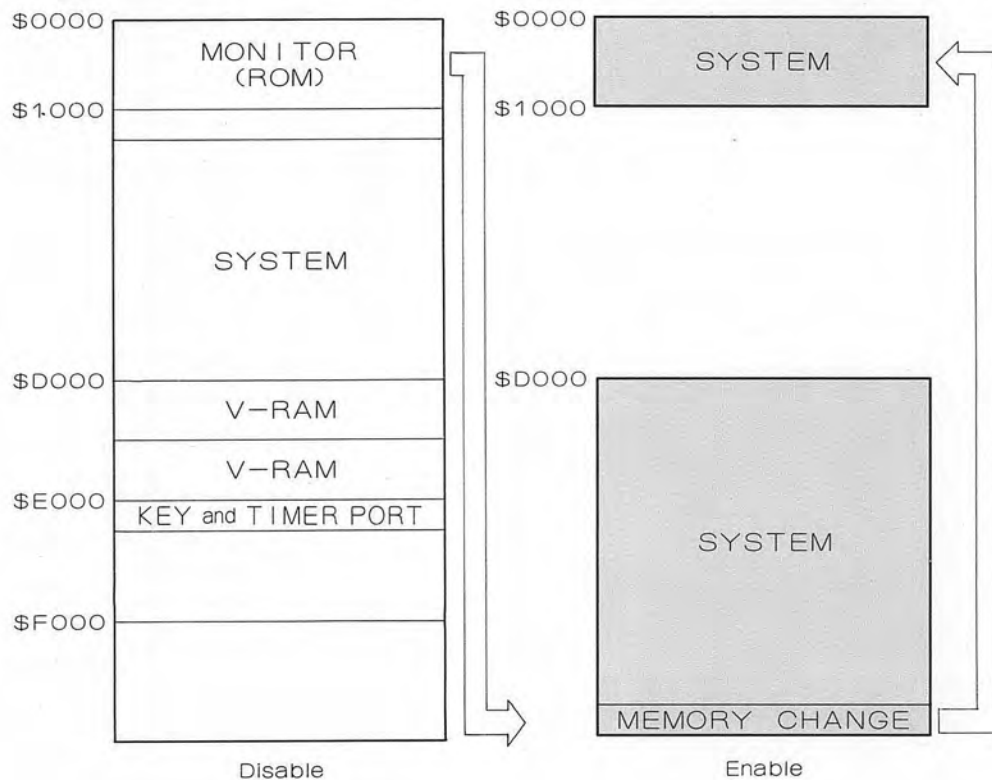 $0000
MONITOR
(ROM)
$1000
SYSTEM
$D000
V-RAM
V-RAM
$E000
KEY and TIMER PORT
$F000
Disable
$0000
SYSTEM
$1000
$D000
SYSTEM
MEMORY CHANGE
Enable